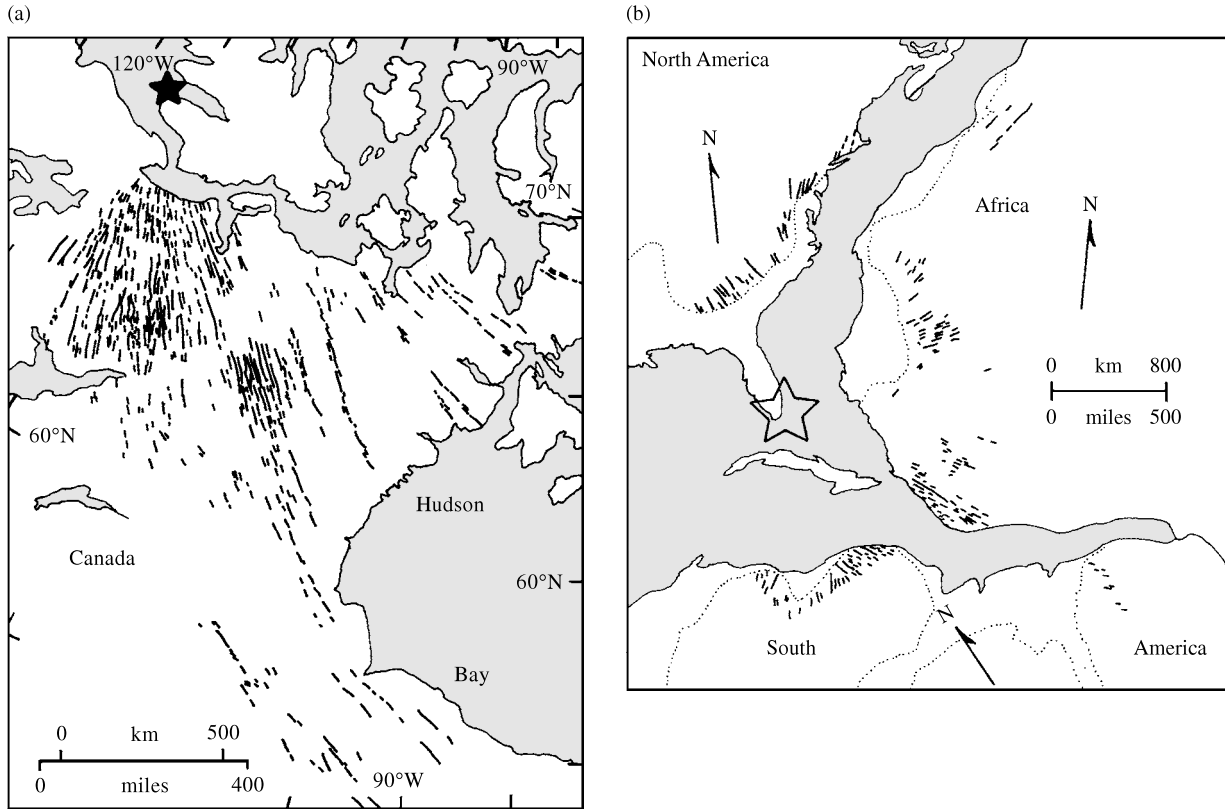 (a)
120°W
90°W
70°N
60°N
Hudson
Canada
60°N
Bay
0 km 500
0 miles 400
90°W
(b)
North America
N
Africa
N
0 km 800
0 miles 500
N
South
America